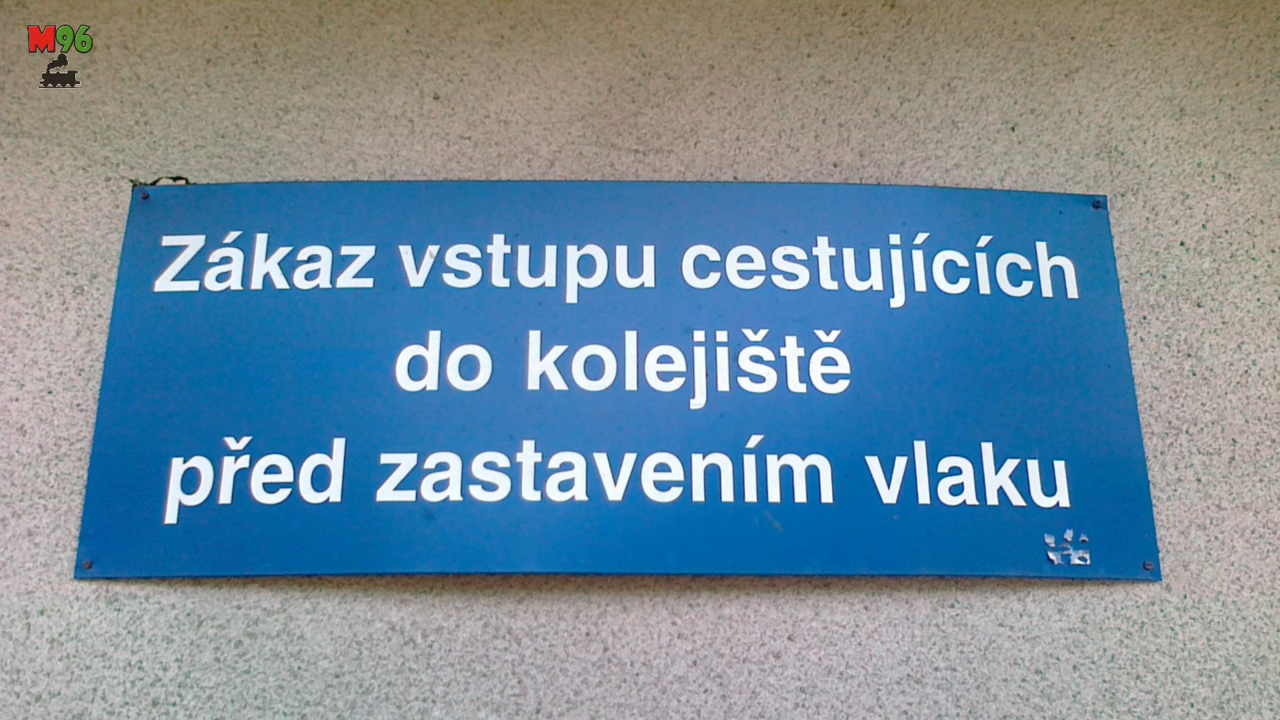 M96
Zákaz vstupu cestujících
do kolejiště
před zastavením vlaku